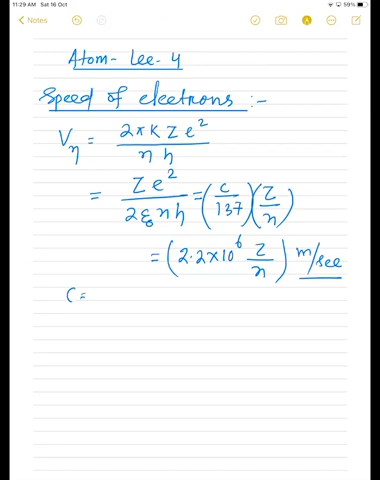 11:29 AM Sat 16 Oct
59%
Notes
Atom- Lec-4
Speed of electrons :-
Vn = 2πKZe² / nh
= Ze² / 2ε₀nh = (C/137)(Z/n)
= (2.2×10⁶ Z/n) m/sec
C =